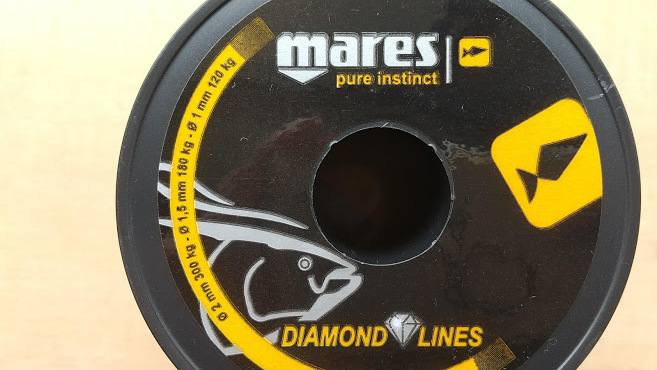 mares
pure instinct
Ø 2 mm 300 kg - Ø 1,5 mm 180 kg - Ø 1 mm 120 kg
DIAMOND LINES